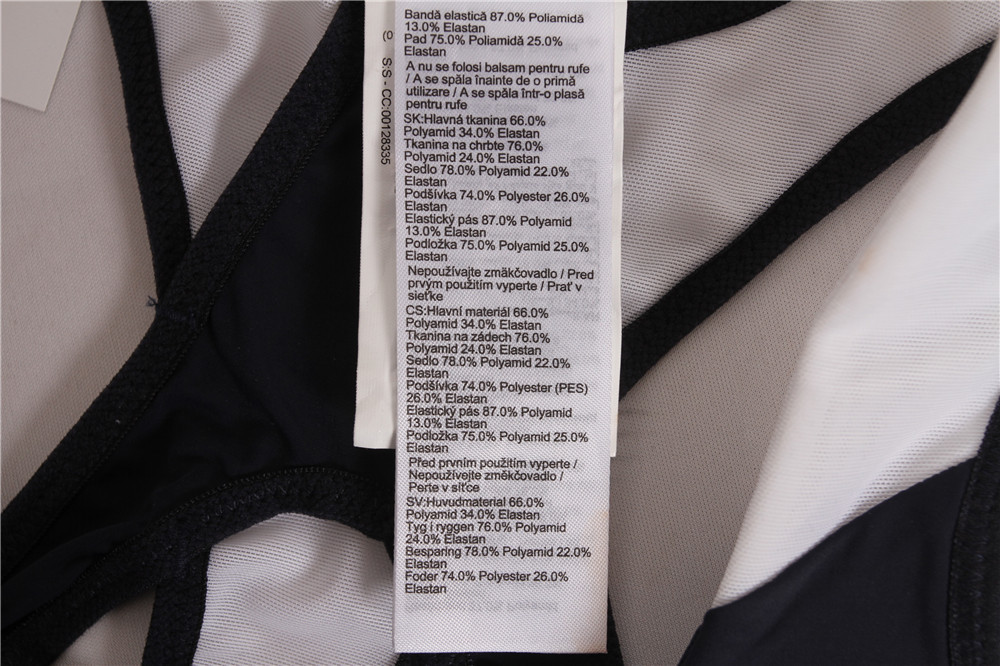 Bandă elastică 87.0% Poliamidă
13.0% Elastan
Pad 75.0% Poliamidă 25.0%
Elastan
A nu se folosi balsam pentru rufe
/ A se spăla înainte de o primă
utilizare / A se spăla într-o plasă
pentru rufe
SK:Hlavná tkanina 66.0%
Polyamid 34.0% Elastan
Tkanina na chrbte 76.0%
Polyamid 24.0% Elastan
Sedlo 78.0% Polyamid 22.0%
Elastan
Podšívka 74.0% Polyester 26.0%
Elastan
Elastický pás 87.0% Polyamid
13.0% Elastan
Podložka 75.0% Polyamid 25.0%
Elastan
Nepoužívajte zmäkčovadlo / Pred
prvým použitím vyperte / Prať v
sieťke
CS:Hlavní materiál 66.0%
Polyamid 34.0% Elastan
Tkanina na zádech 76.0%
Polyamid 24.0% Elastan
Sedlo 78.0% Polyamid 22.0%
Elastan
Podšívka 74.0% Polyester (PES)
26.0% Elastan
Elastický pás 87.0% Polyamid
13.0% Elastan
Podložka 75.0% Polyamid 25.0%
Elastan
Před prvním použitím vyperte /
Nepoužívejte změkčovadlo /
Perte v síťce
SV:Huvudmaterial 66.0%
Polyamid 34.0% Elastan
Tyg i ryggen 76.0% Polyamid
24.0% Elastan
Besparing 78.0% Polyamid 22.0%
Elastan
Foder 74.0% Polyester 26.0%
Elastan
(0
S:S - CC:00128335